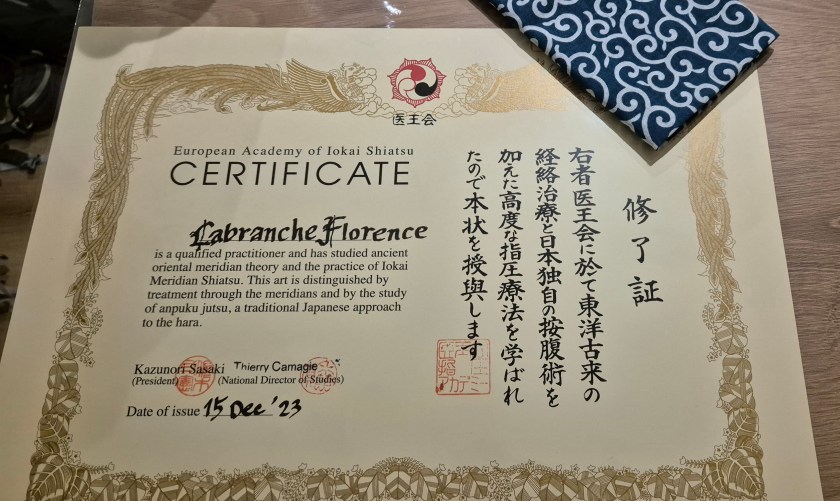 医王会
European Academy of Iokai Shiatsu
CERTIFICATE
Labranche Florence
is a qualified practitioner and has studied ancient
oriental meridian theory and the practice of Iokai
Meridian Shiatsu. This art is distinguished by
treatment through the meridians and by the study
of anpuku jutsu, a traditional Japanese approach
to the hara.
Kazunori Sasaki Thierry Camagie
(President) (National Director of Studies)
Date of issue 15 Dec '23
修了証
右者医王会に於て東洋古来の
経絡治療と日本独自の按腹術を
加えた高度な指圧療法を学ばれ
たので本状を授與します